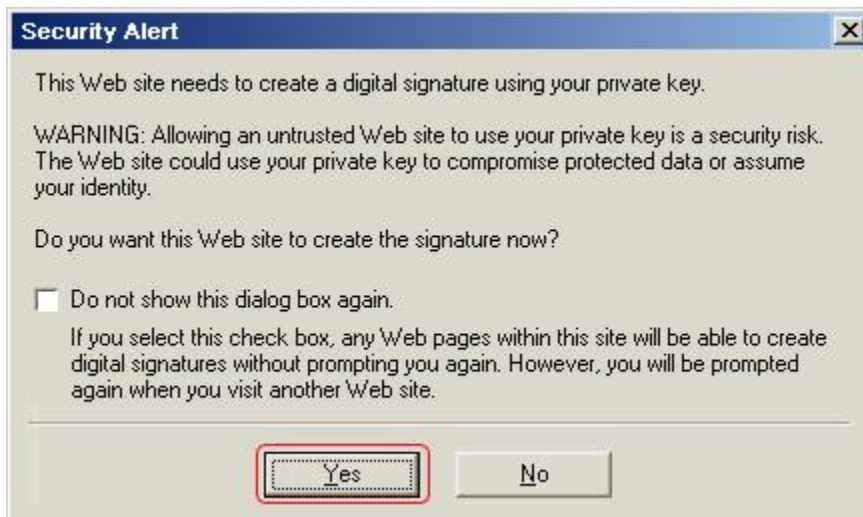 Security Alert
This Web site needs to create a digital signature using your private key.
WARNING: Allowing an untrusted Web site to use your private key is a security risk.
The Web site could use your private key to compromise protected data or assume
your identity.
Do you want this Web site to create the signature now?
Do not show this dialog box again.
If you select this check box, any Web pages within this site will be able to create
digital signatures without prompting you again. However, you will be prompted
again when you visit another Web site.
Yes No